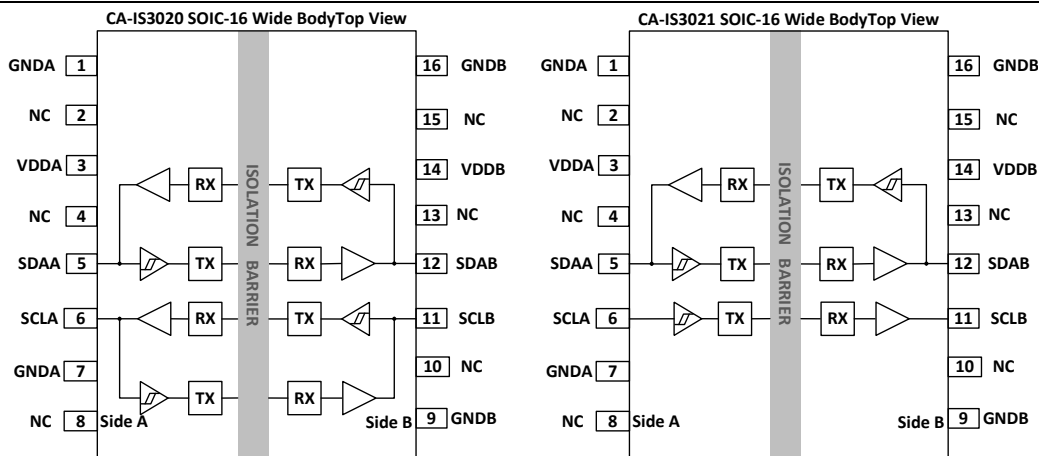 CA-IS3020 SOIC-16 Wide BodyTop View
GNDA 1
NC 2
VDDA 3
NC 4
SDAA 5
SCLA 6
GNDA 7
NC 8 Side A
RX TX
TX RX
RX TX
TX RX
ISOLATION BARRIER
16 GNDB
15 NC
14 VDDB
13 NC
12 SDAB
11 SCLB
10 NC
Side B 9 GNDB
CA-IS3021 SOIC-16 Wide BodyTop View
GNDA 1
NC 2
VDDA 3
NC 4
SDAA 5
SCLA 6
GNDA 7
NC 8 Side A
RX TX
TX RX
TX RX
ISOLATION BARRIER
16 GNDB
15 NC
14 VDDB
13 NC
12 SDAB
11 SCLB
10 NC
Side B 9 GNDB